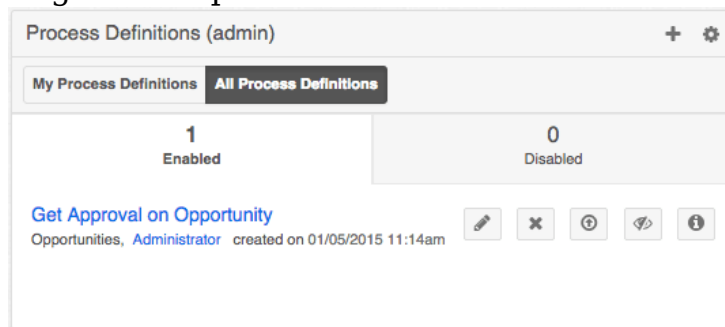 Process Definitions (admin)
My Process Definitions All Process Definitions
1 0
Enabled Disabled
Get Approval on Opportunity
Opportunities, Administrator created on 01/05/2015 11:14am